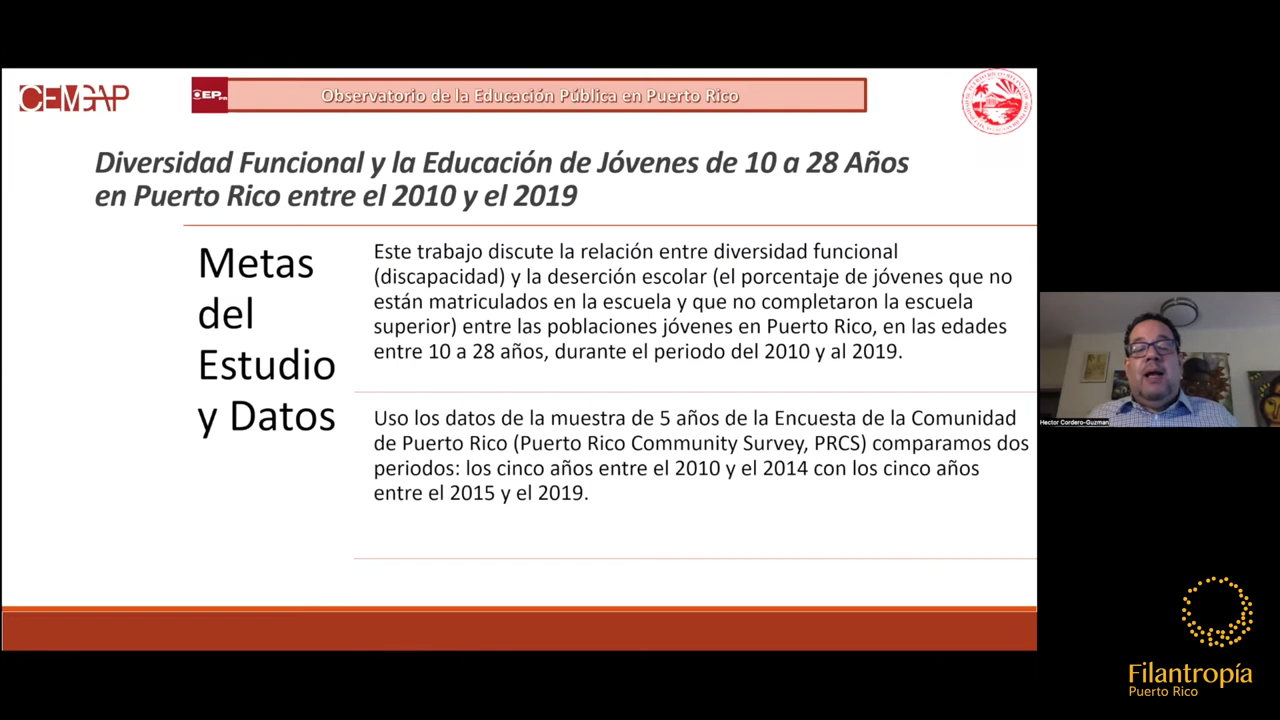 CEMGAP
OEP PR
Observatorio de la Educación Pública en Puerto Rico
Diversidad Funcional y la Educación de Jóvenes de 10 a 28 Años
en Puerto Rico entre el 2010 y el 2019
Metas
del
Estudio
y Datos
Este trabajo discute la relación entre diversidad funcional
(discapacidad) y la deserción escolar (el porcentaje de jóvenes que no
están matriculados en la escuela y que no completaron la escuela
superior) entre las poblaciones jóvenes en Puerto Rico, en las edades
entre 10 a 28 años, durante el periodo del 2010 y al 2019.
Uso los datos de la muestra de 5 años de la Encuesta de la Comunidad
de Puerto Rico (Puerto Rico Community Survey, PRCS) comparamos dos
periodos: los cinco años entre el 2010 y el 2014 con los cinco años
entre el 2015 y el 2019.
Hector Cordero-Guzman
Filantropía
Puerto Rico